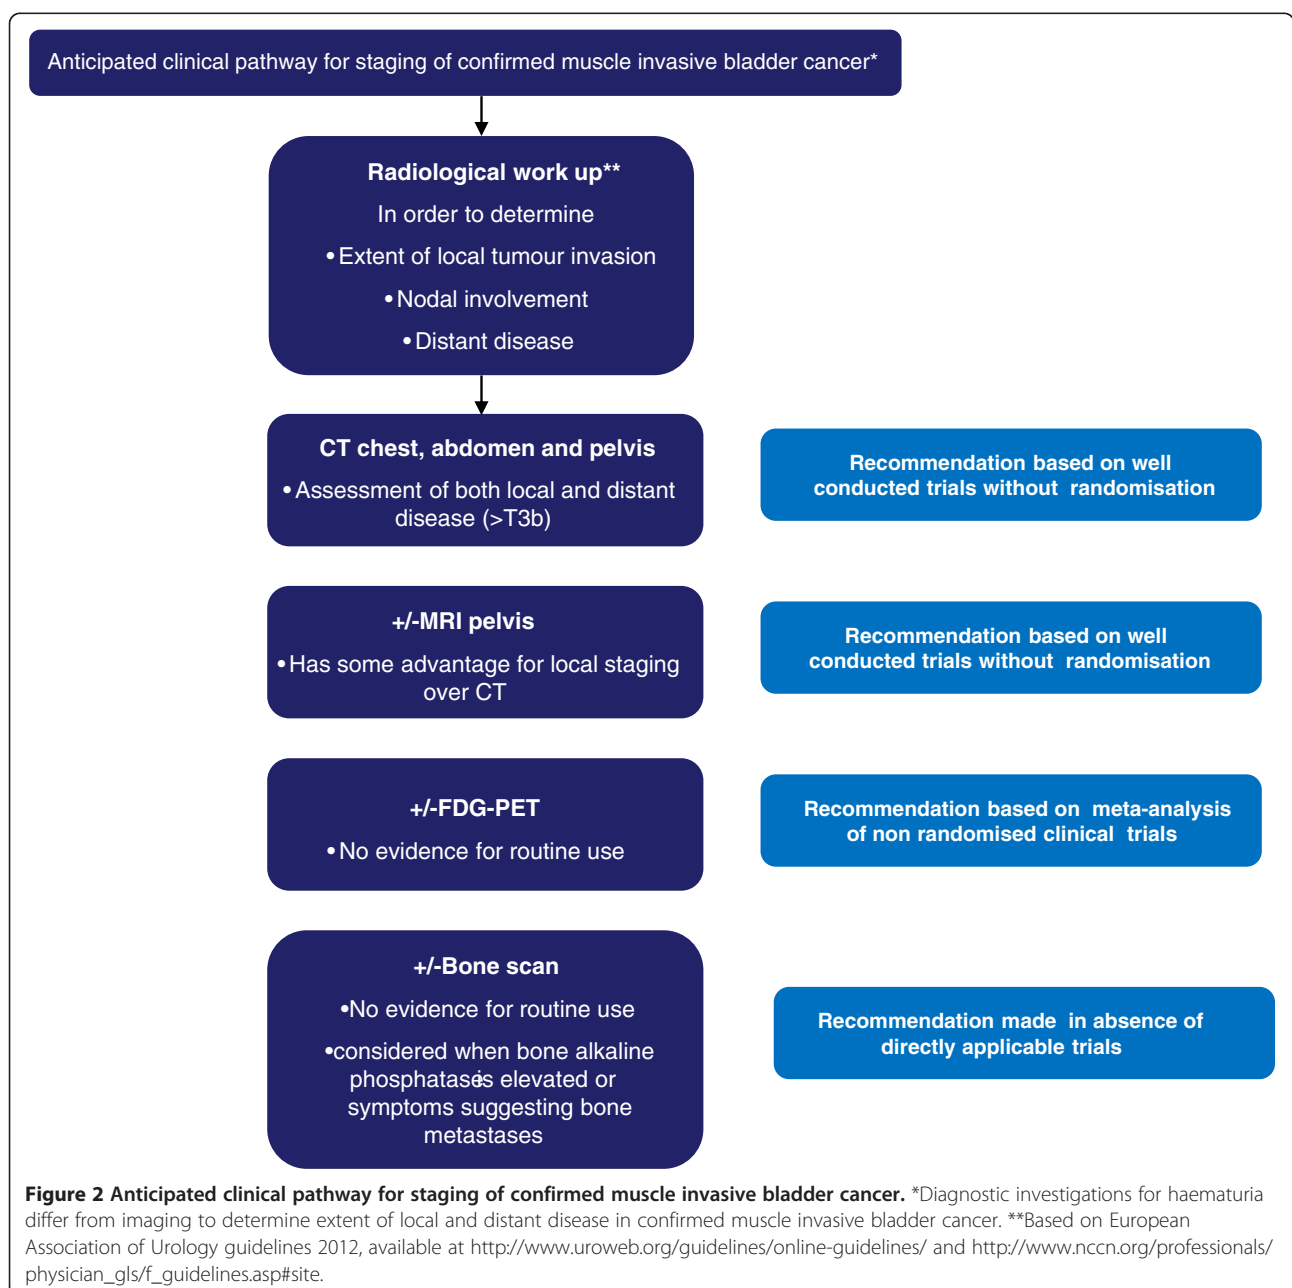 Anticipated clinical pathway for staging of confirmed muscle invasive bladder cancer*
Radiological work up**
In order to determine
•Extent of local tumour invasion
•Nodal involvement
•Distant disease
CT chest, abdomen and pelvis
•Assessment of both local and distant
disease (>T3b)
Recommendation based on well
conducted trials without randomisation
+/-MRI pelvis
•Has some advantage for local staging
over CT
Recommendation based on well
conducted trials without randomisation
+/-FDG-PET
•No evidence for routine use
Recommendation based on meta-analysis
of non randomised clinical trials
+/-Bone scan
•No evidence for routine use
•considered when bone alkaline
phosphatase is elevated or
symptoms suggesting bone
metastases
Recommendation made in absence of
directly applicable trials
Figure 2 Anticipated clinical pathway for staging of confirmed muscle invasive bladder cancer. *Diagnostic investigations for haematuria
differ from imaging to determine extent of local and distant disease in confirmed muscle invasive bladder cancer. **Based on European
Association of Urology guidelines 2012, available at http://www.uroweb.org/guidelines/online-guidelines/ and http://www.nccn.org/professionals/
physician_gls/f_guidelines.asp#site.